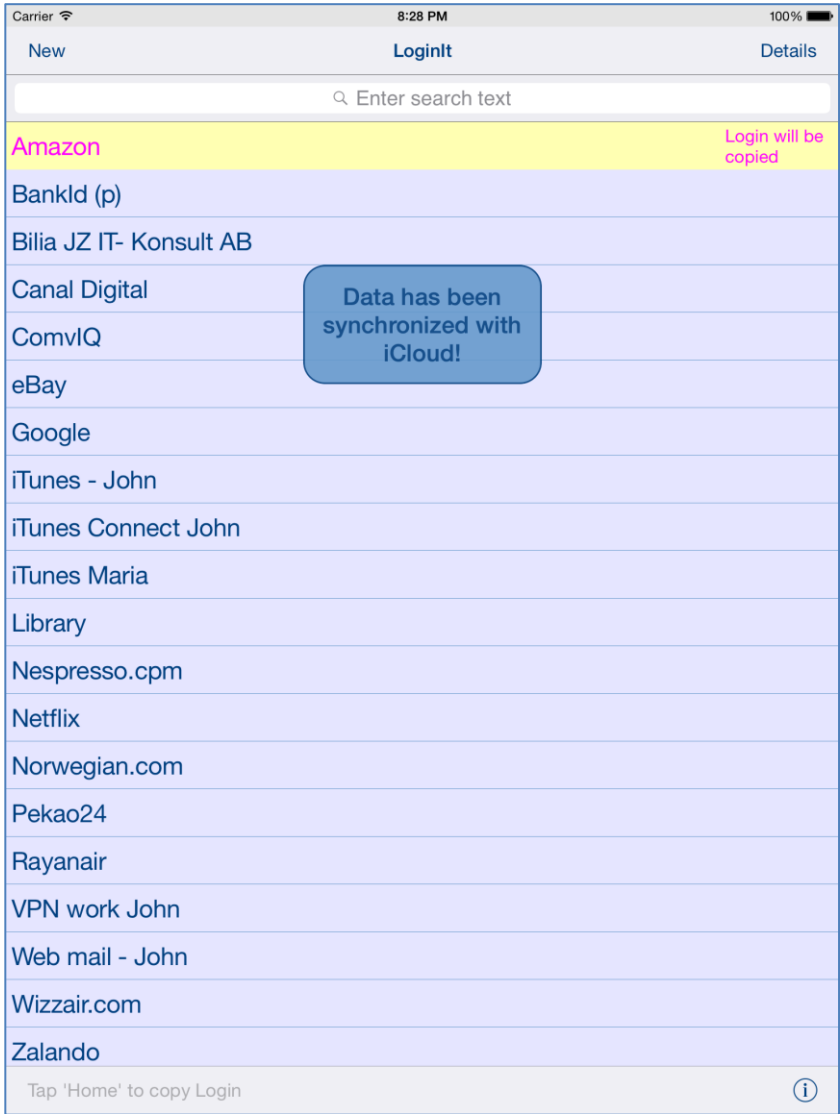 Carrier
8:28 PM
100%
New
LoginIt
Details
Enter search text
Amazon
Login will be
copied
BankId (p)
Bilia JZ IT- Konsult AB
Canal Digital
Data has been
synchronized with
iCloud!
ComvIQ
eBay
Google
iTunes - John
iTunes Connect John
iTunes Maria
Library
Nespresso.cpm
Netflix
Norwegian.com
Pekao24
Rayanair
VPN work John
Web mail - John
Wizzair.com
Zalando
Tap 'Home' to copy Login